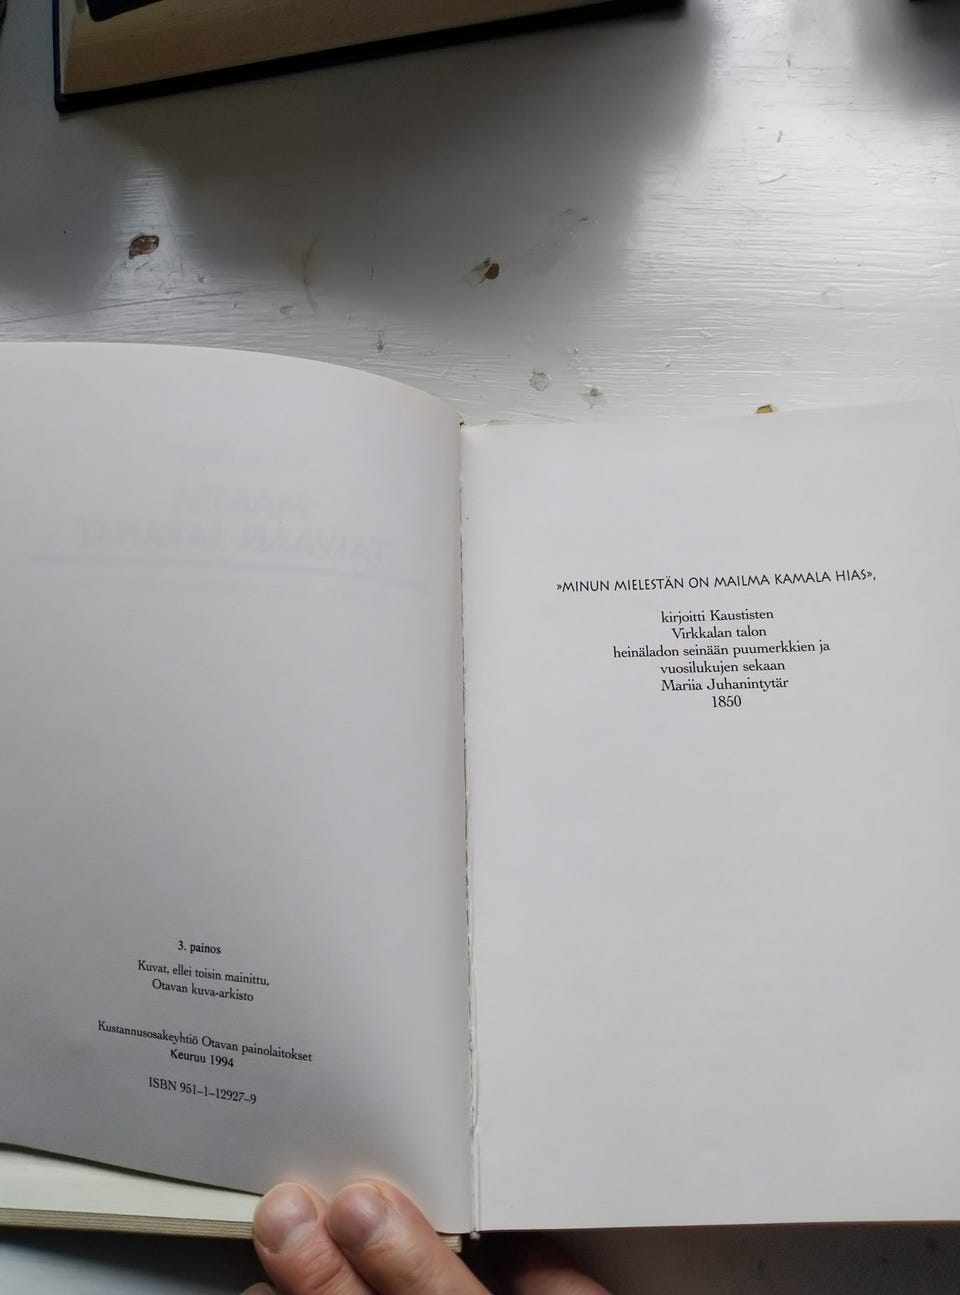 3. painos
Kuvat, ellei toisin mainittu,
Otavan kuva-arkisto
Kustannusosakeyhtiö Otavan painolaitokset
Keuruu 1994
ISBN 951–1–12927–9
»MINUN MIELESTÄN ON MAILMA KAMALA HIAS»,
kirjoitti Kaustisten
Virkkalan talon
heinäladon seinään puumerkkien ja
vuosilukujen sekaan
Mariia Juhanintytär
1850